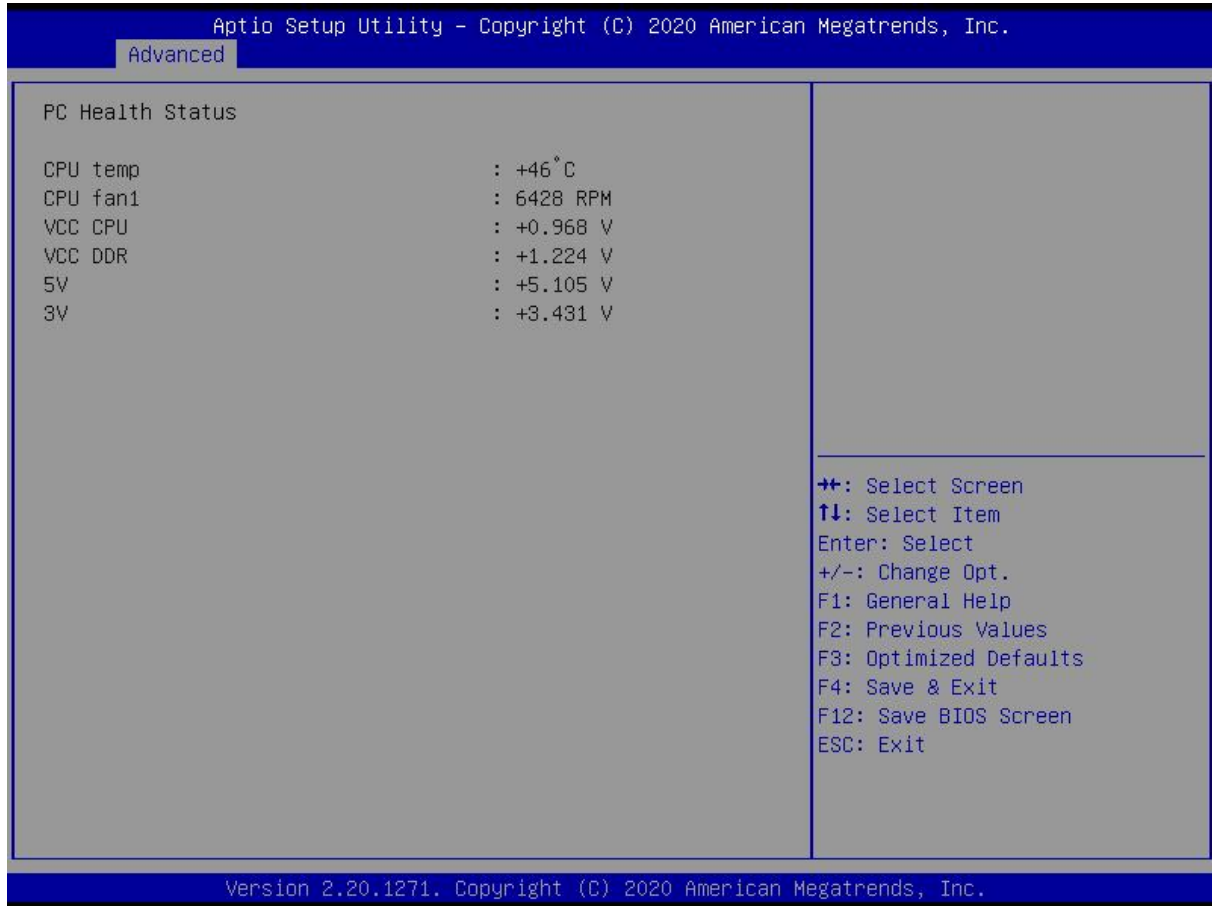 Aptio Setup Utility – Copyright (C) 2020 American Megatrends, Inc.
Advanced
PC Health Status
CPU temp : +46°C
CPU fan1 : 6428 RPM
VCC CPU : +0.968 V
VCC DDR : +1.224 V
5V : +5.105 V
3V : +3.431 V
→←: Select Screen
↑↓: Select Item
Enter: Select
+/-: Change Opt.
F1: General Help
F2: Previous Values
F3: Optimized Defaults
F4: Save & Exit
F12: Save BIOS Screen
ESC: Exit
Version 2.20.1271. Copyright (C) 2020 American Megatrends, Inc.